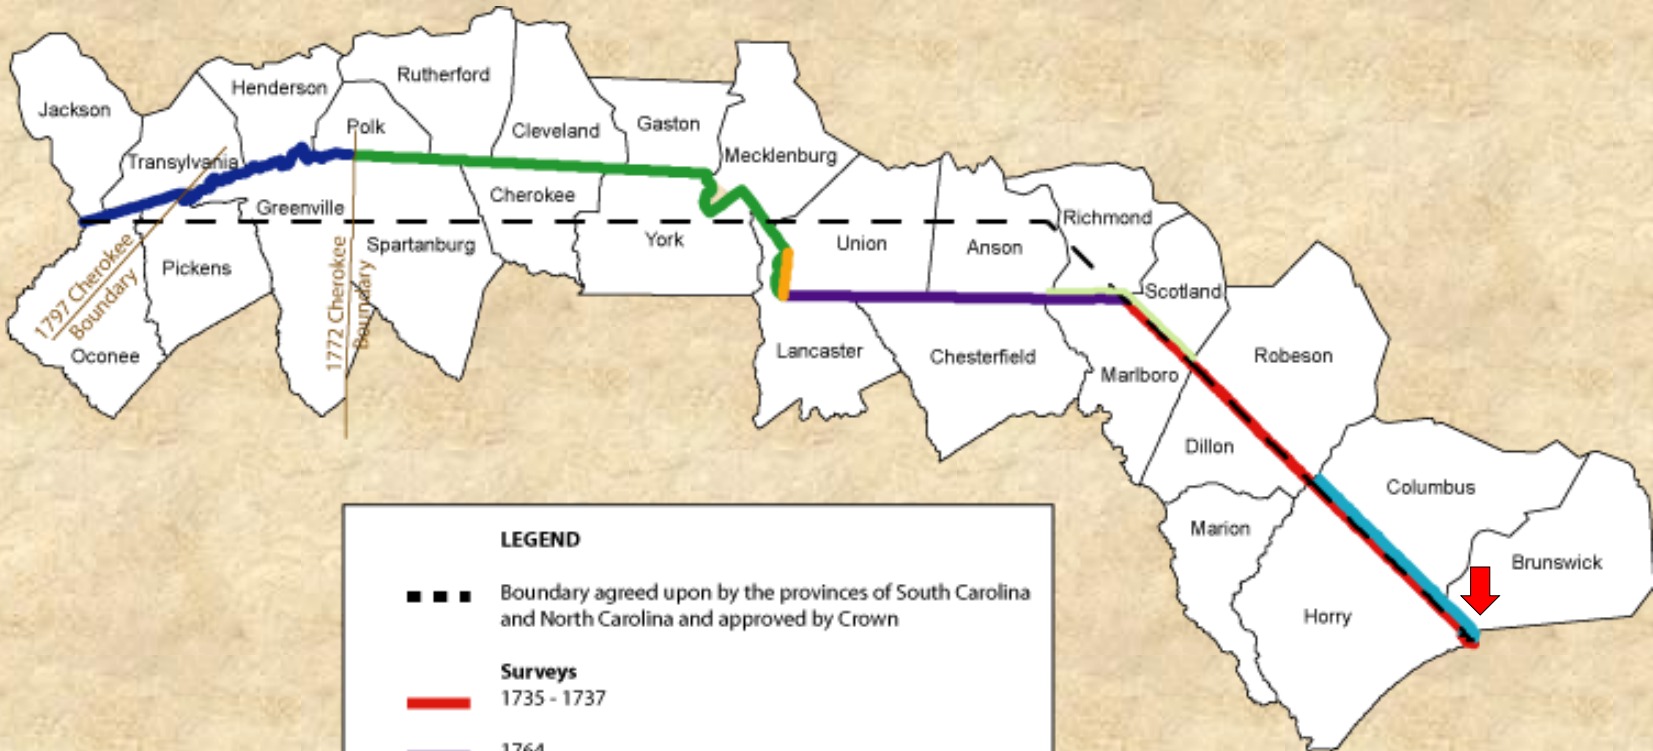 Jackson
Henderson
Rutherford
Polk
Cleveland
Gaston
Mecklenburg
Transylvania
Cherokee
Greenville
Richmond
York
Union
Anson
Spartanburg
Pickens
Scotland
1797 Cherokee
Boundary
1772 Cherokee
Boundary
Oconee
Lancaster
Chesterfield
Robeson
Marlboro
Dillon
Columbus
Marion
Brunswick
Horry
LEGEND
Boundary agreed upon by the provinces of South Carolina
and North Carolina and approved by Crown
Surveys
1735 - 1737
1764